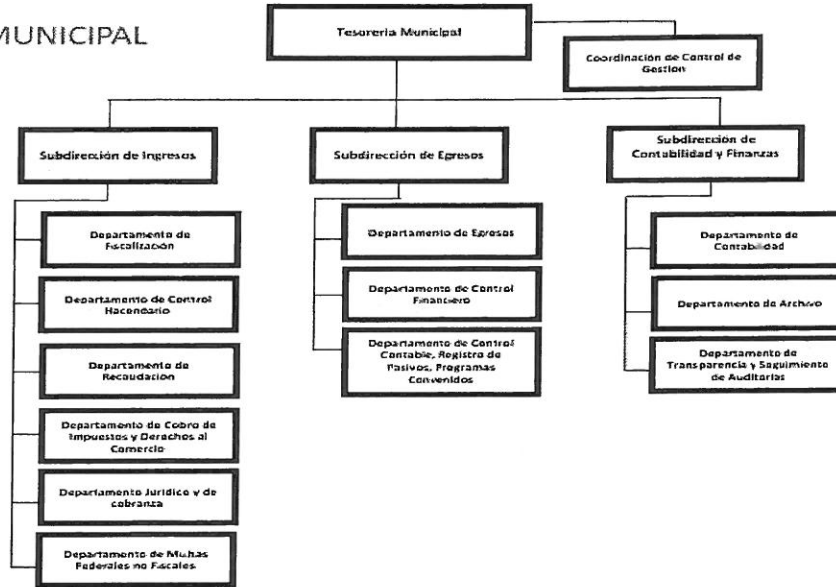 MUNICIPAL
Tesoreria Municipal
Coordinación de Control de
Gestion
Subdirección de Ingresos
Subdirección de Egresos
Subdirección de
Contabilidad y Finanzas
Departamento de
Fiscalización
Departamento de Control
Hacendario
Departamento de
Recaudación
Departamento de Cobro de
Impuestos y Derechos al
Comercio
Departamento Jurídico y de
cobranza
Departamento de Multas
Federales no Fiscales
Departamento de Egresos
Departamento de Control
Financiero
Departamento de Control
Contable, Registro de
Pasivos, Programas
Convenidos
Departamento de
Contabilidad
Departamento de Archivo
Departamento de
Transparencia y Seguimiento
de Auditorías